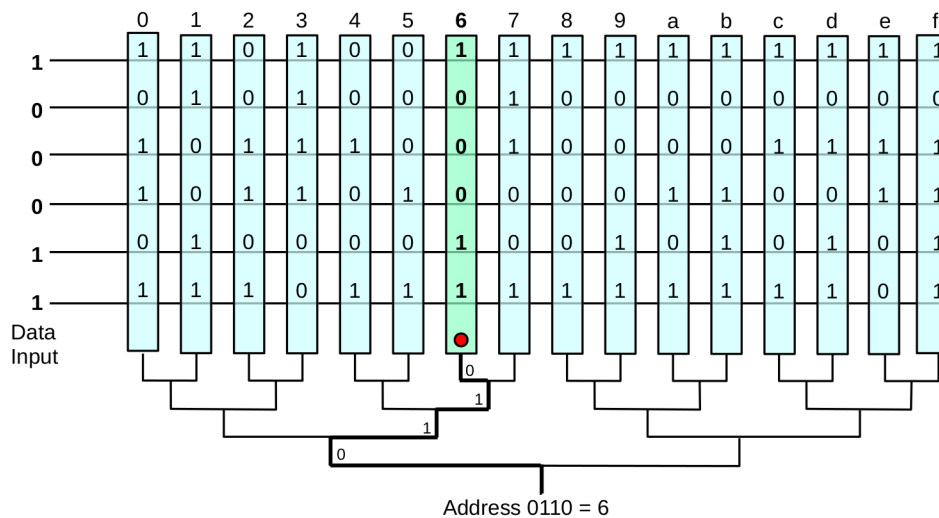 0 1 2 3 4 5 6 7 8 9 a b c d e f
1 1 1 0 1 0 0 1 1 1 1 1 1 1 1 1 1
0 0 1 0 1 0 0 0 1 0 0 0 0 0 0 0 0
0 1 0 1 1 1 0 0 1 0 0 0 0 1 1 1 1
0 1 0 1 1 0 1 0 0 0 0 1 1 0 0 1 1
1 0 1 0 0 0 0 1 0 0 1 0 1 0 1 0 1
1 1 1 1 0 1 1 1 1 1 1 1 1 1 1 0 1
Data
Input
0
1
1
0
Address 0110 = 6